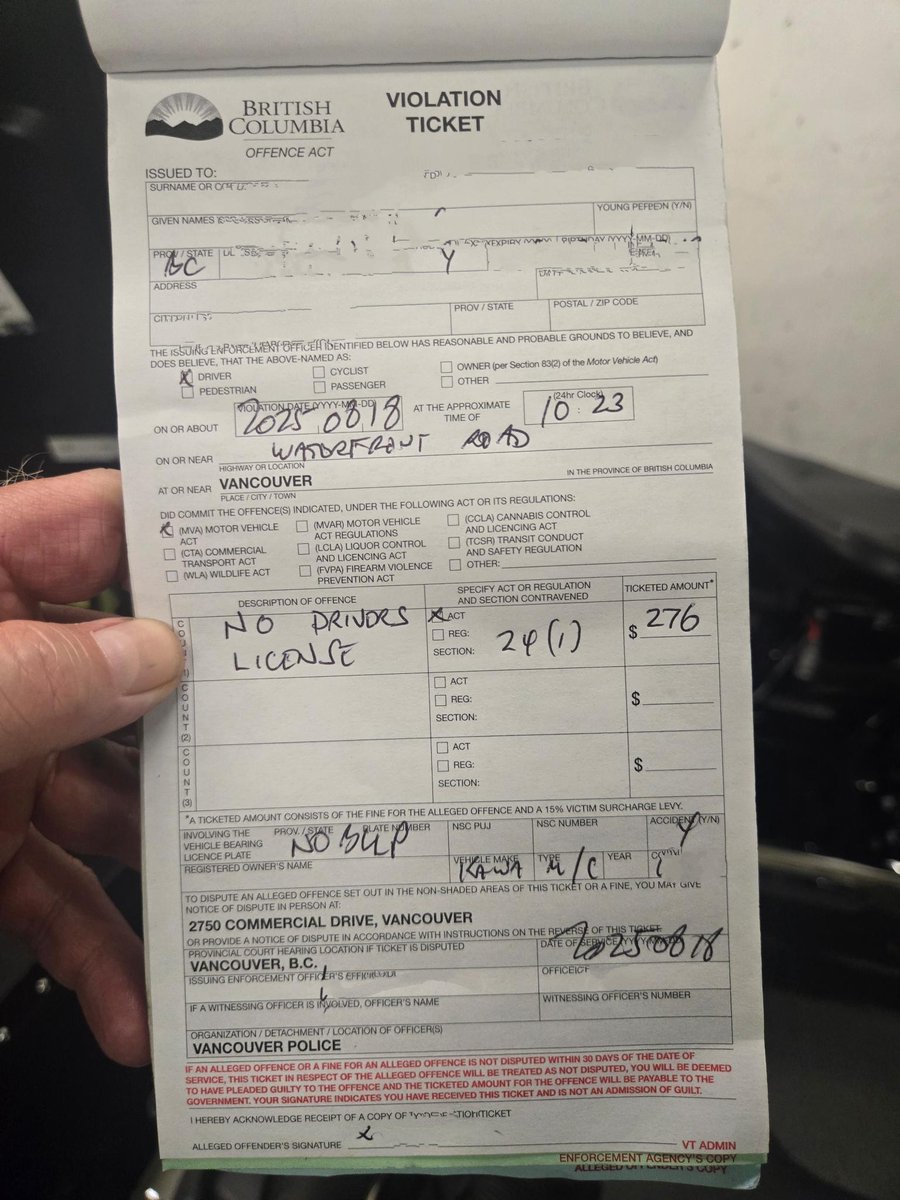 BRITISH
COLUMBIA
OFFENCE ACT
VIOLATION
TICKET
ISSUED TO:
SURNAME OR
GIVEN NAMES
YOUNG PERSON (Y/N)
PROV / STATE
BC
Y
ADDRESS
PROV / STATE
POSTAL / ZIP CODE
THE ISSUING ENFORCEMENT OFFICER IDENTIFIED BELOW HAS REASONABLE AND PROBABLE GROUNDS TO BELIEVE, AND
DOES BELIEVE, THAT THE ABOVE-NAMED AS:
DRIVER
CYCLIST
OWNER (per Section 83(2) of the Motor Vehicle Act)
PEDESTRIAN
PASSENGER
OTHER
VIOLATION DATE (YYYY-MM-DD)
(24hr Clock)
ON OR ABOUT 2025 08 18 AT THE APPROXIMATE
TIME OF 10:23
ON OR NEAR WATERFRONT ROAD
HIGHWAY OR LOCATION
AT OR NEAR VANCOUVER IN THE PROVINCE OF BRITISH COLUMBIA
PLACE / CITY / TOWN
DID COMMIT THE OFFENCE(S) INDICATED, UNDER THE FOLLOWING ACT OR ITS REGULATIONS:
(MVA) MOTOR VEHICLE
ACT
(MVAR) MOTOR VEHICLE
ACT REGULATIONS
(CCLA) CANNABIS CONTROL
AND LICENCING ACT
(CTA) COMMERCIAL
TRANSPORT ACT
(LCLA) LIQUOR CONTROL
AND LICENCING ACT
(TCSR) TRANSIT CONDUCT
AND SAFETY REGULATION
(WLA) WILDLIFE ACT
(FVPA) FIREARM VIOLENCE
PREVENTION ACT
OTHER:
DESCRIPTION OF OFFENCE
SPECIFY ACT OR REGULATION
AND SECTION CONTRAVENED
TICKETED AMOUNT*
NO DRIVORS
LICENSE
ACT
REG:
SECTION: 24(1)
$ 276
COUNT
(2)
ACT
REG:
SECTION:
$
COUNT
(3)
ACT
REG:
SECTION:
$
*A TICKETED AMOUNT CONSISTS OF THE FINE FOR THE ALLEGED OFFENCE AND A 15% VICTIM SURCHARGE LEVY.
INVOLVING THE
VEHICLE BEARING
LICENCE PLATE
PROV. / STATE
PLATE NUMBER
NSC PUJ
NSC NUMBER
ACCIDENT (Y/N)
Y
REGISTERED OWNER'S NAME
VEHICLE MAKE
KAWA
TYPE
M/C
YEAR
TO DISPUTE AN ALLEGED OFFENCE SET OUT IN THE NON-SHADED AREAS OF THIS TICKET OR A FINE, YOU MAY GIVE
NOTICE OF DISPUTE IN PERSON AT:
2750 COMMERCIAL DRIVE, VANCOUVER
OR PROVIDE A NOTICE OF DISPUTE IN ACCORDANCE WITH INSTRUCTIONS ON THE REVERSE OF THIS TICKET.
PROVINCIAL COURT HEARING LOCATION IF TICKET IS DISPUTED
VANCOUVER, B.C.
DATE OF SERVICE (YYYY-MM-DD)
2025 08 18
ISSUING ENFORCEMENT OFFICER'S
IF A WITNESSING OFFICER IS INVOLVED, OFFICER'S NAME
WITNESSING OFFICER'S NUMBER
ORGANIZATION / DETACHMENT / LOCATION OF OFFICER(S)
VANCOUVER POLICE
IF AN ALLEGED OFFENCE OR A FINE FOR AN ALLEGED OFFENCE IS NOT DISPUTED WITHIN 30 DAYS OF THE DATE OF
SERVICE, THIS TICKET IN RESPECT OF THE ALLEGED OFFENCE WILL BE TREATED AS NOT DISPUTED, YOU WILL BE DEEMED
TO HAVE PLEADED GUILTY TO THE OFFENCE AND THE TICKETED AMOUNT FOR THE OFFENCE WILL BE PAYABLE TO THE
GOVERNMENT. YOUR SIGNATURE INDICATES YOU HAVE RECEIVED THIS TICKET AND IS NOT AN ADMISSION OF GUILT.
I HEREBY ACKNOWLEDGE RECEIPT OF A COPY OF TICKET
ALLEGED OFFENDER'S SIGNATURE x
VT ADMIN
ENFORCEMENT AGENCY'S COPY
ALLEGED OFFENDER'S COPY